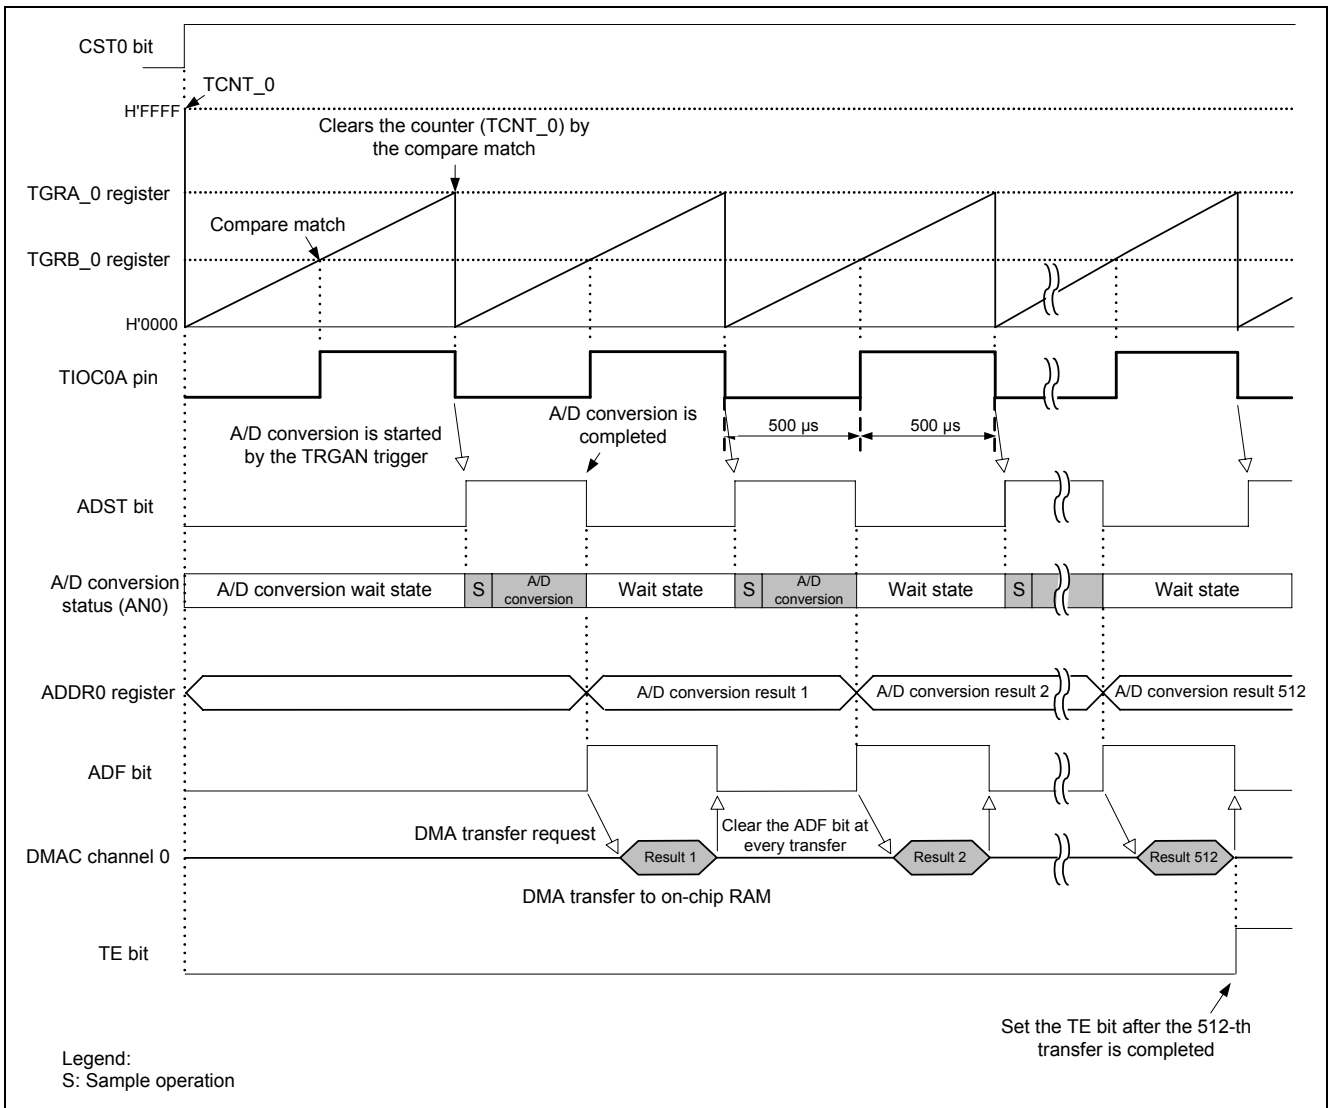 CST0 bit
TCNT_0
H'FFFF
Clears the counter (TCNT_0) by
the compare match
TGRA_0 register
Compare match
TGRB_0 register
H'0000
TIOC0A pin
A/D conversion is started
by the TRGAN trigger
A/D conversion is
completed
500 µs
500 µs
ADST bit
A/D conversion
status (AN0)
A/D conversion wait state
S
A/D
conversion
Wait state
S
A/D
conversion
Wait state
S
Wait state
ADDR0 register
A/D conversion result 1
A/D conversion result 2
A/D conversion result 512
ADF bit
DMA transfer request
Clear the ADF bit at
every transfer
DMAC channel 0
Result 1
Result 2
Result 512
DMA transfer to on-chip RAM
TE bit
Set the TE bit after the 512-th
transfer is completed
Legend:
S: Sample operation